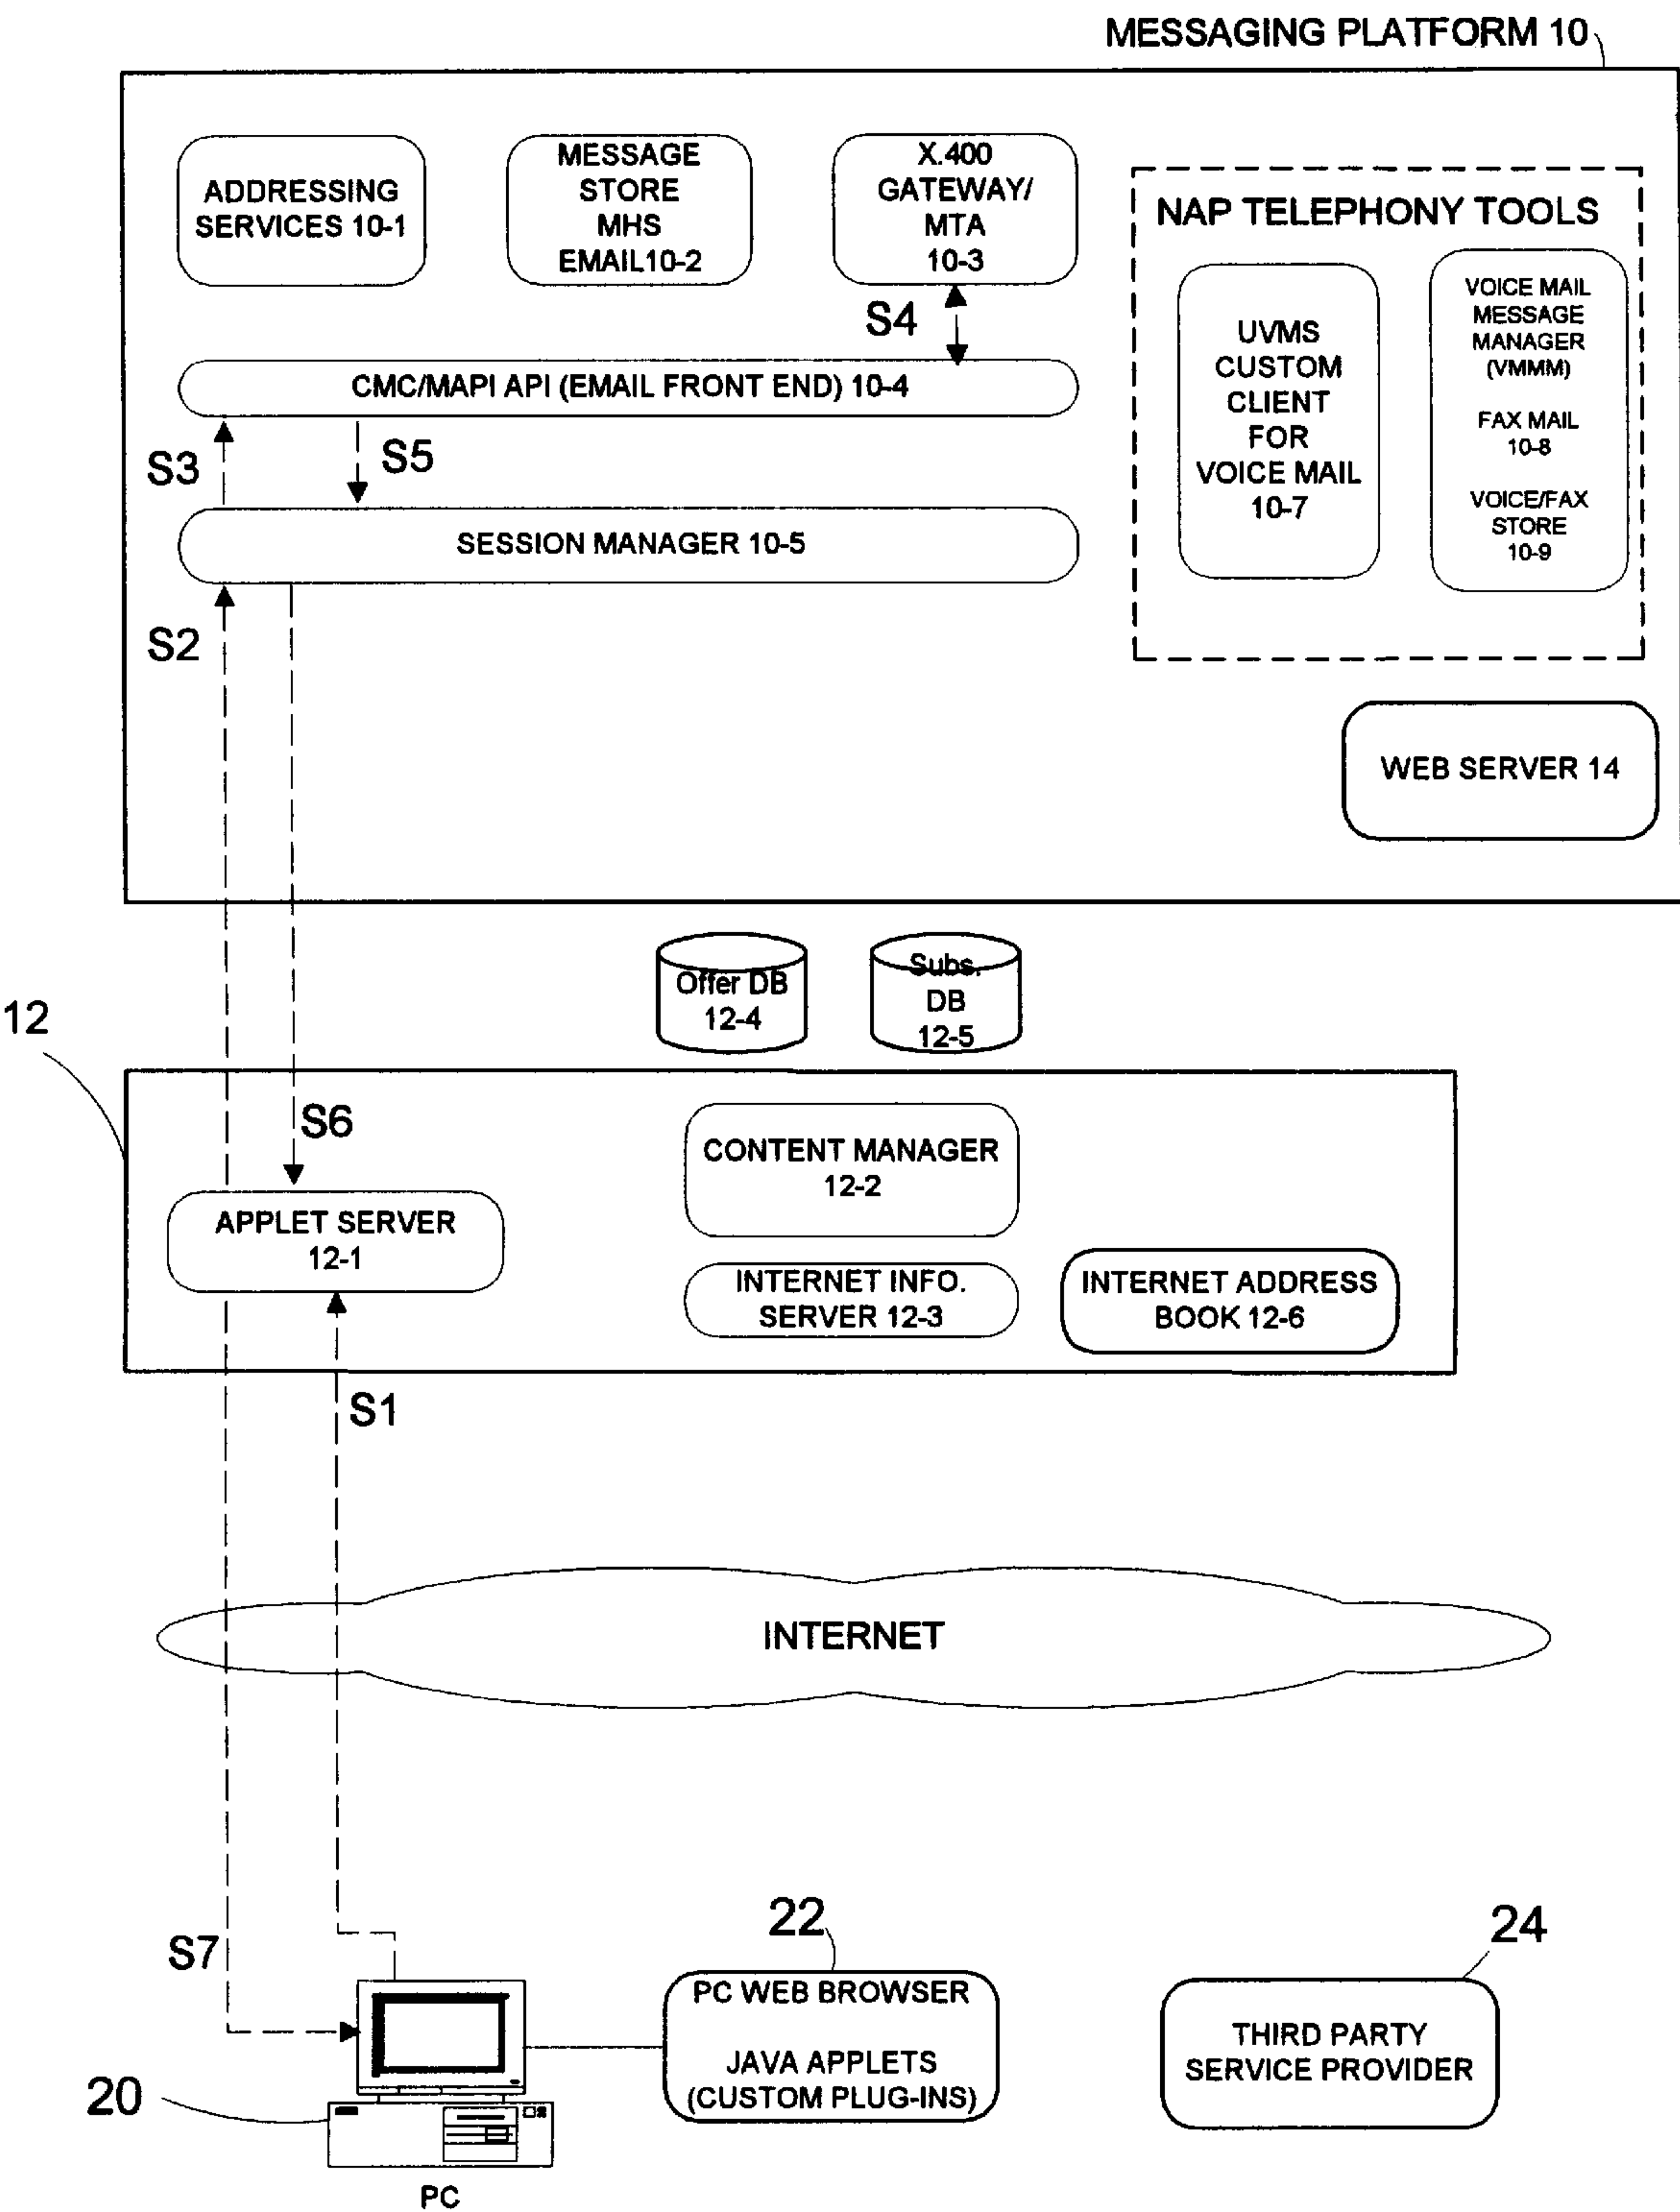 MESSAGING PLATFORM 10
ADDRESSING
SERVICES 10-1
MESSAGE
STORE
MHS
EMAIL10-2
X.400
GATEWAY/
MTA
10-3
NAP TELEPHONY TOOLS
UVMS
CUSTOM
CLIENT
FOR
VOICE MAIL
10-7
VOICE MAIL
MESSAGE
MANAGER
(VMMM)
FAX MAIL
10-8
VOICE/FAX
STORE
10-9
S4
CMC/MAPI API (EMAIL FRONT END) 10-4
S3
S5
SESSION MANAGER 10-5
S2
WEB SERVER 14
Offer DB
12-4
Subs.
DB
12-5
12
S6
CONTENT MANAGER
12-2
APPLET SERVER
12-1
INTERNET INFO.
SERVER 12-3
INTERNET ADDRESS
BOOK 12-6
S1
INTERNET
S7
22
24
PC WEB BROWSER
JAVA APPLETS
(CUSTOM PLUG-INS)
THIRD PARTY
SERVICE PROVIDER
20
PC